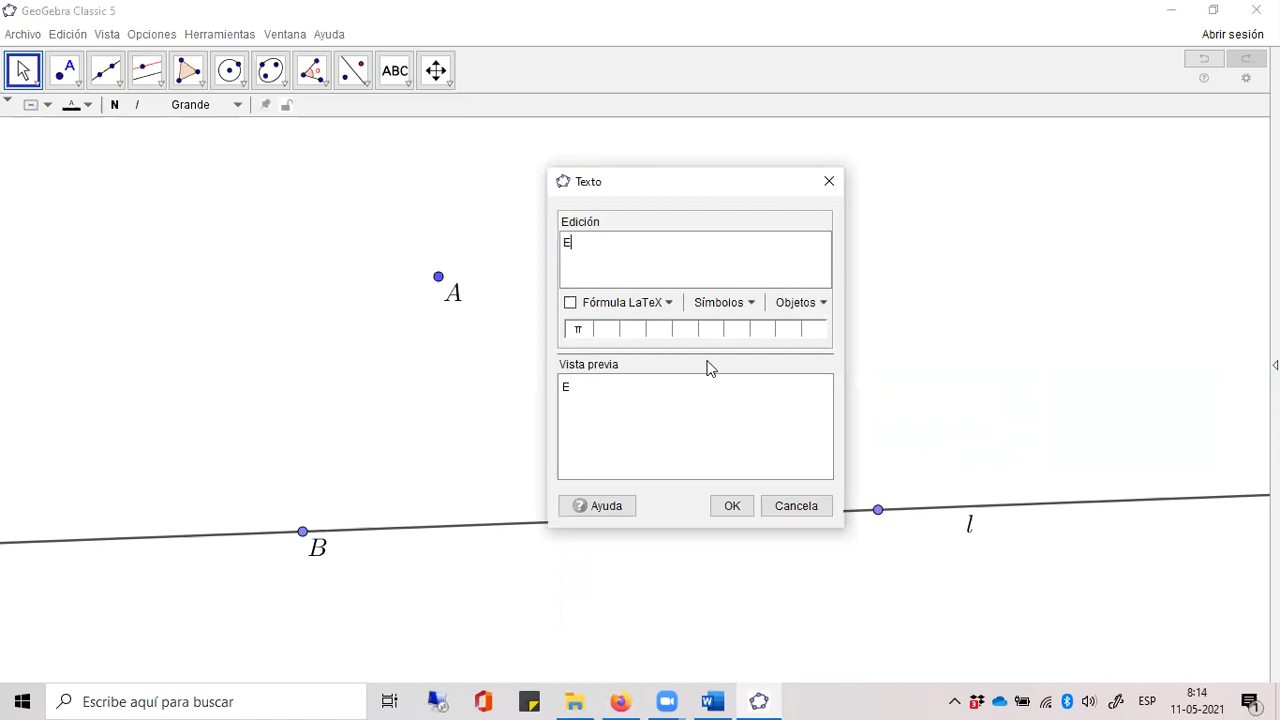 GeoGebra Classic 5
Archivo Edición Vista Opciones Herramientas Ventana Ayuda
Abrir sesión
A
ABC
A N I Grande
Texto
Edición
E
Fórmula LaTeX Símbolos Objetos
π
Vista previa
E
Ayuda OK Cancela
A
B
l
Escribe aquí para buscar
W
ESP
8:14
11-05-2021
1